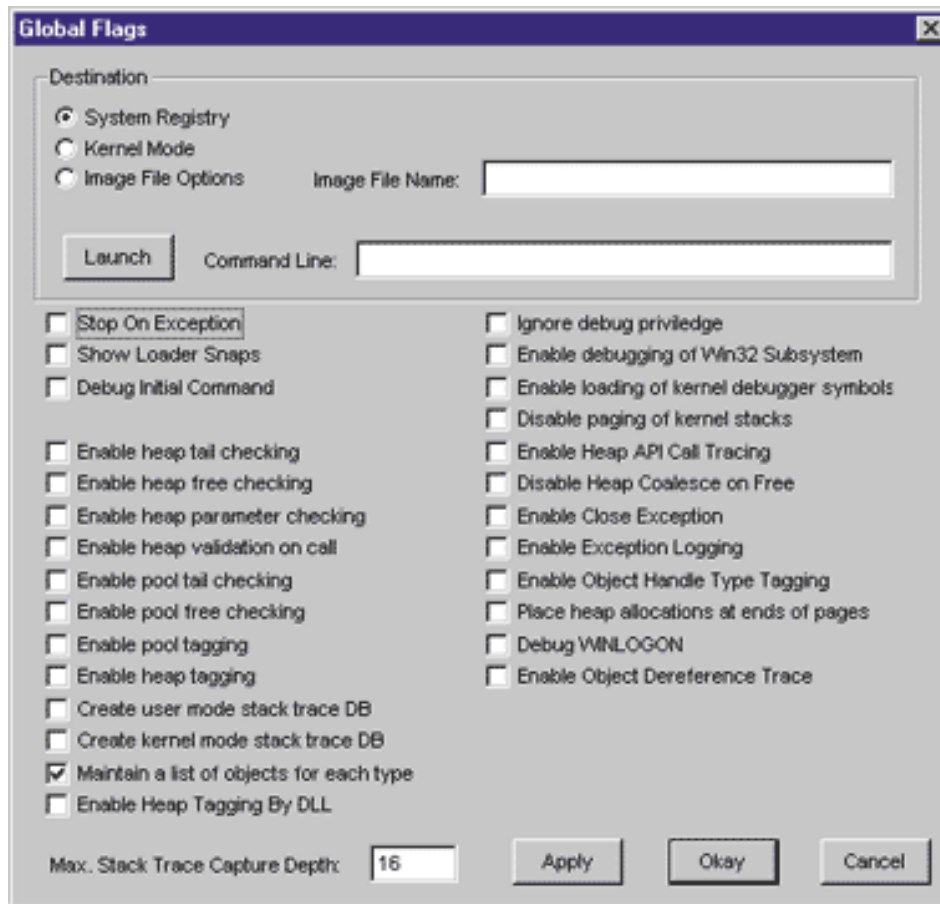 Global Flags
Destination
System Registry
Kernel Mode
Image File Options
Image File Name:
Launch
Command Line:
Stop On Exception
Show Loader Snaps
Debug Initial Command
Enable heap tail checking
Enable heap free checking
Enable heap parameter checking
Enable heap validation on call
Enable pool tail checking
Enable pool free checking
Enable pool tagging
Enable heap tagging
Create user mode stack trace DB
Create kernel mode stack trace DB
Maintain a list of objects for each type
Enable Heap Tagging By DLL
Ignore debug priviledge
Enable debugging of Win32 Subsystem
Enable loading of kernel debugger symbols
Disable paging of kernel stacks
Enable Heap API Call Tracing
Disable Heap Coalesce on Free
Enable Close Exception
Enable Exception Logging
Enable Object Handle Type Tagging
Place heap allocations at ends of pages
Debug WINLOGON
Enable Object Dereference Trace
Max. Stack Trace Capture Depth:
16
Apply
Okay
Cancel